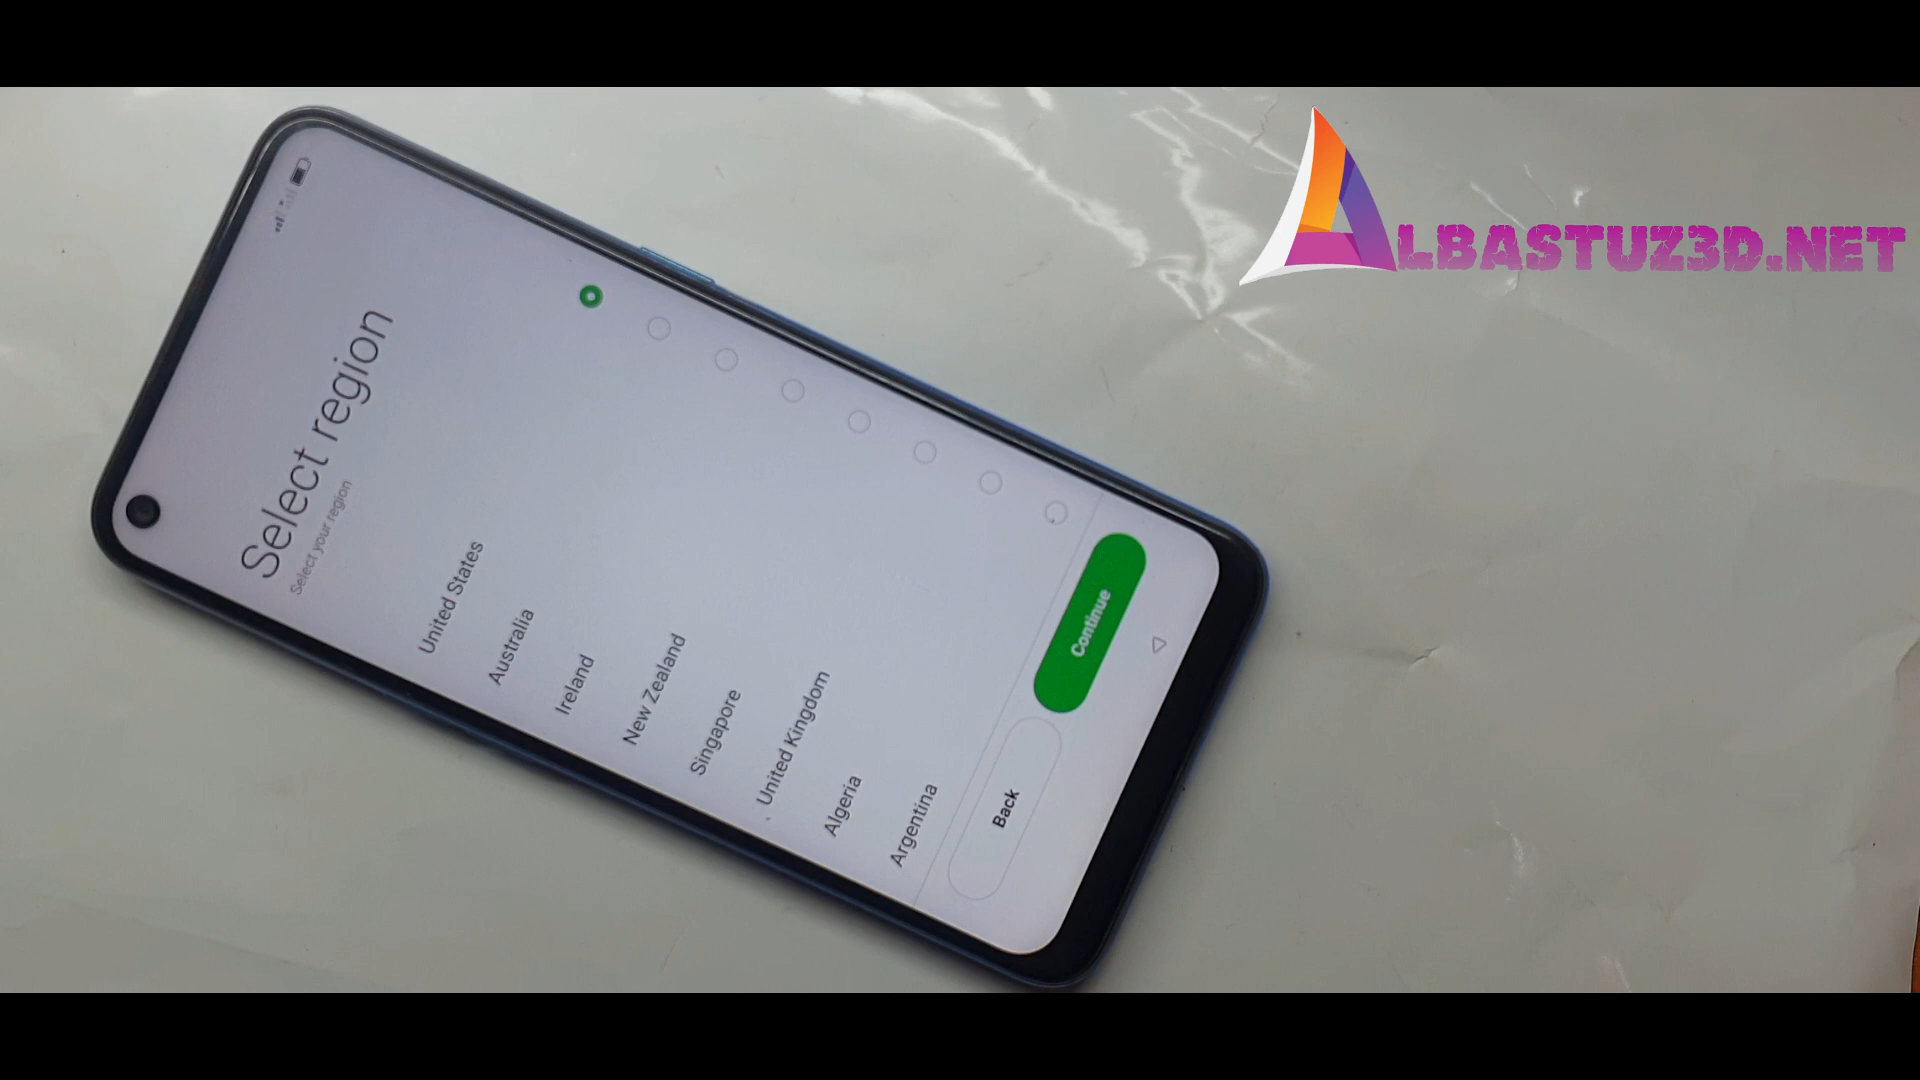 ALBASTUZ3D.NET
Select region
Select your region
United States
Australia
Ireland
New Zealand
Singapore
United Kingdom
Algeria
Argentina
Back
Continue